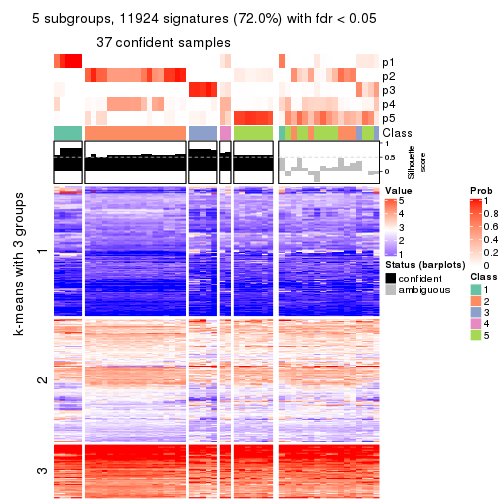 5 subgroups, 11924 signatures (72.0%) with fdr < 0.05
37 confident samples
p1
p2
p3
p4
p5
Class
1
0.5
0
Silhouette
score
k-means with 3 groups
1
2
3
Value
5
4
3
2
1
Status (barplots)
confident
ambiguous
Prob
1
0.8
0.6
0.4
0.2
0
Class
1
2
3
4
5